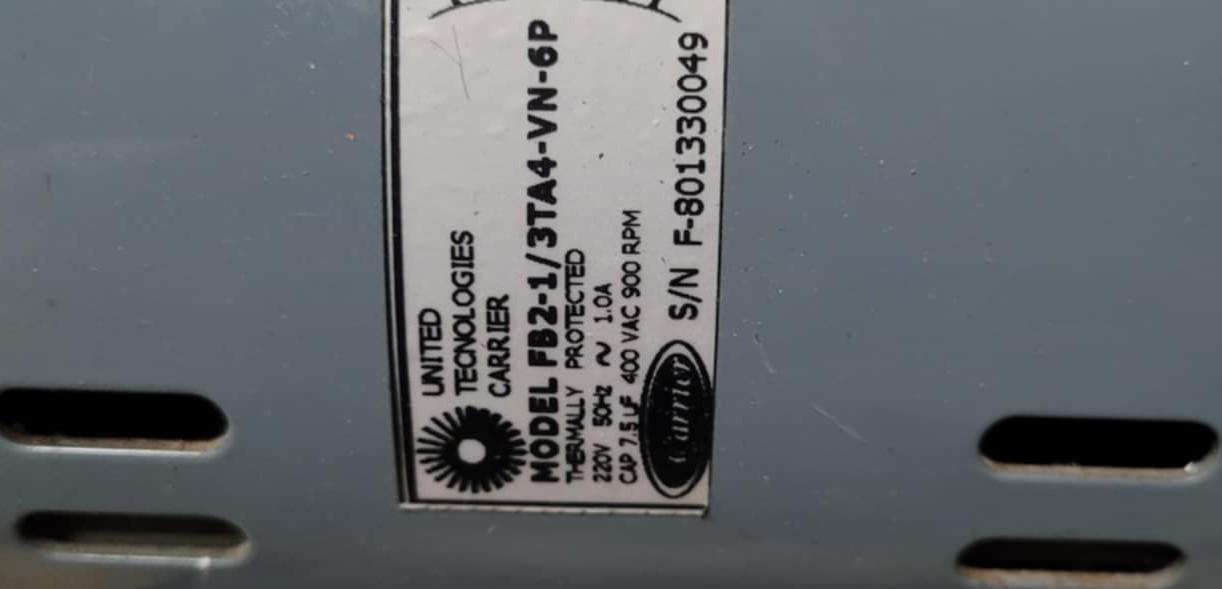 UNITED
TECNOLOGIES
CARRIER
MODEL FB2-1/3TA4-VN-6P
THERMALLY PROTECTED
220V 50Hz ~ 1.0A
CAP 7.5 UF 400 VAC 900 RPM
Carrier S/N F-801330049